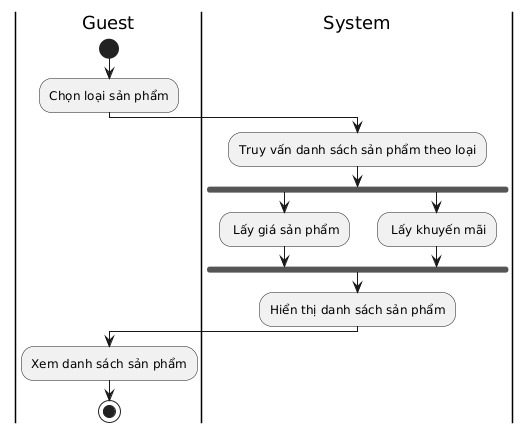 Guest
System
Chọn loại sản phẩm
Truy vấn danh sách sản phẩm theo loại
Lấy giá sản phẩm
Lấy khuyến mãi
Hiển thị danh sách sản phẩm
Xem danh sách sản phẩm